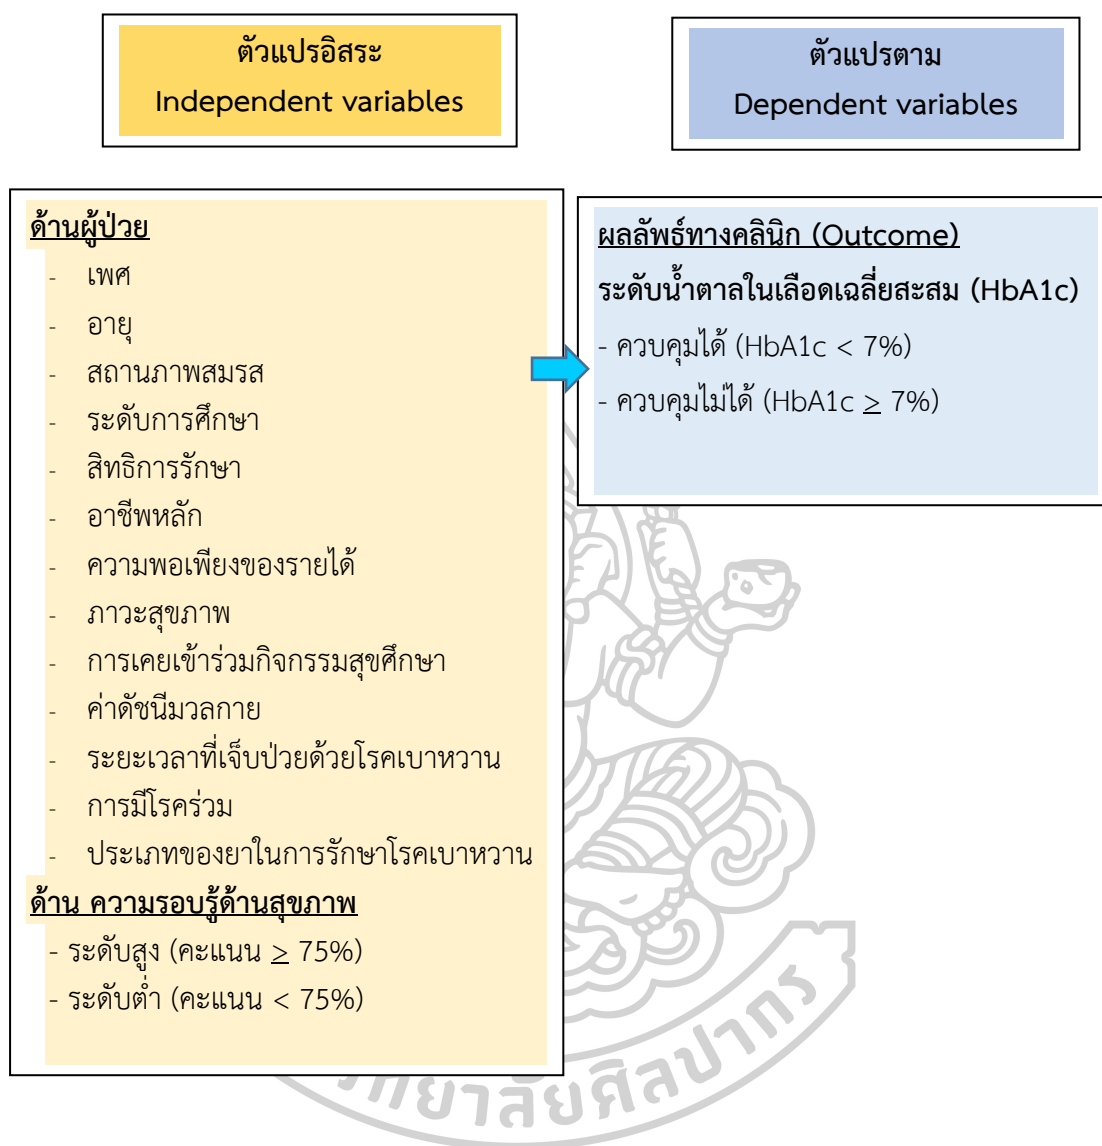 ตัวแปรอิสระ
Independent variables
ตัวแปรตาม
Dependent variables
ด้านผู้ป่วย
- เพศ
- อายุ
- สถานภาพสมรส
- ระดับการศึกษา
- สิทธิการรักษา
- อาชีพหลัก
- ความพอเพียงของรายได้
- ภาวะสุขภาพ
- การเคยเข้าร่วมกิจกรรมสุขศึกษา
- ค่าดัชนีมวลกาย
- ระยะเวลาที่เจ็บป่วยด้วยโรคเบาหวาน
- การมีโรคร่วม
- ประเภทของยาในการรักษาโรคเบาหวาน
ด้าน ความรอบรู้ด้านสุขภาพ
- ระดับสูง (คะแนน ≥ 75%)
- ระดับต่ำ (คะแนน < 75%)
ผลลัพธ์ทางคลินิก (Outcome)
ระดับน้ำตาลในเลือดเฉลี่ยสะสม (HbA1c)
- ควบคุมได้ (HbA1c < 7%)
- ควบคุมไม่ได้ (HbA1c ≥ 7%)
วิทยาลัยศิลปากร